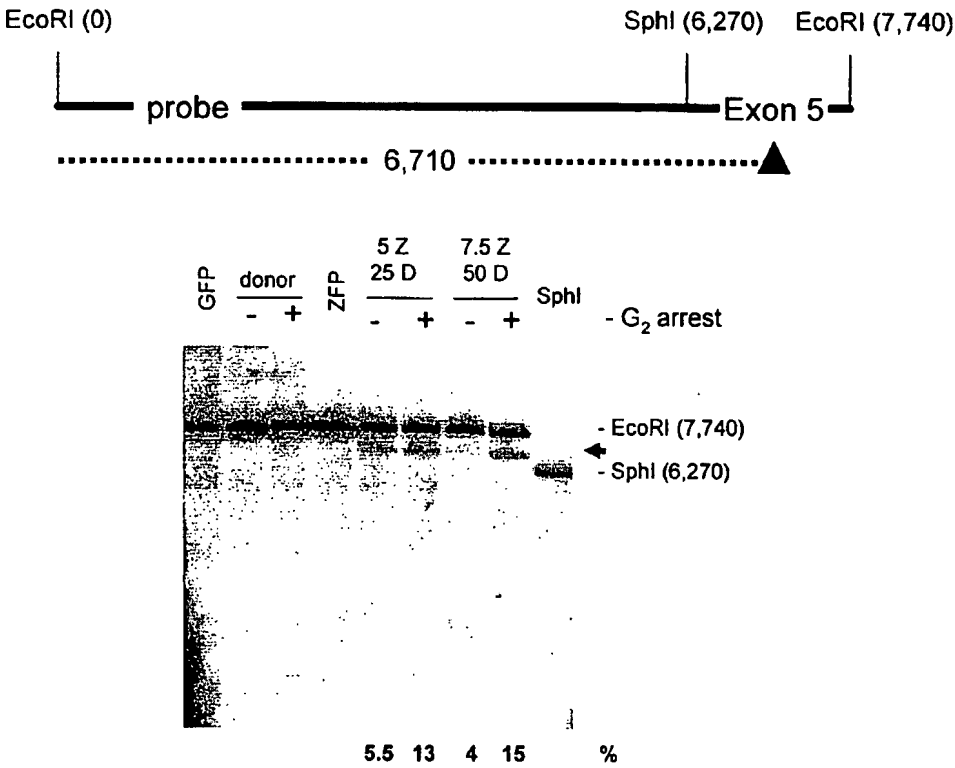 EcoRI (0) SphI (6,270) EcoRI (7,740)
probe Exon 5
6,710
5 Z 7.5 Z
GFP donor ZFP 25 D 50 D SphI
- + - + - + - G2 arrest
- EcoRI (7,740)
- SphI (6,270)
5.5 13 4 15 %